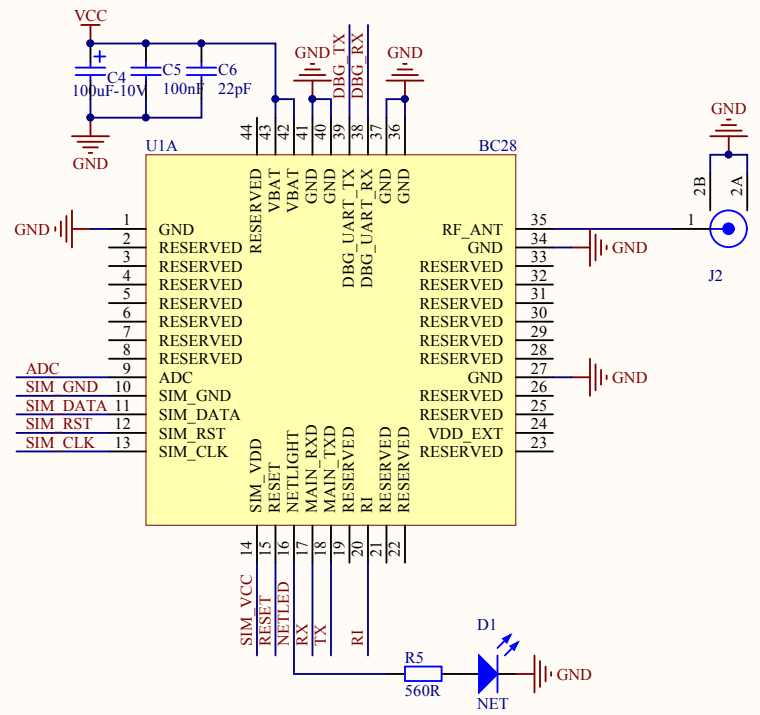 VCC
C4
100uF-10V
C5
100nF
C6
22pF
GND
GND
DBG_TX
DBG_RX
GND
44
43
42
41
40
39
38
37
36
U1A
BC28
RESERVED
VBAT
VBAT
GND
GND
DBG_UART_TX
DBG_UART_RX
GND
GND
GND
2B
2A
1
J2
GND
1
GND
2
RESERVED
3
RESERVED
4
RESERVED
5
RESERVED
6
RESERVED
7
RESERVED
8
RESERVED
ADC
9
ADC
SIM_GND
10
SIM_GND
SIM_DATA
11
SIM_DATA
SIM_RST
12
SIM_RST
SIM_CLK
13
SIM_CLK
RF_ANT
35
GND
34
GND
RESERVED
33
RESERVED
32
RESERVED
31
RESERVED
30
RESERVED
29
RESERVED
28
GND
27
GND
RESERVED
26
RESERVED
25
VDD_EXT
24
RESERVED
23
SIM_VDD
RESET
NETLIGHT
MAIN_RXD
MAIN_TXD
RESERVED
RI
RESERVED
RESERVED
14
15
16
17
18
19
20
21
22
SIM_VCC
RESET
NETLED
RX
TX
RI
R5
560R
D1
NET
GND